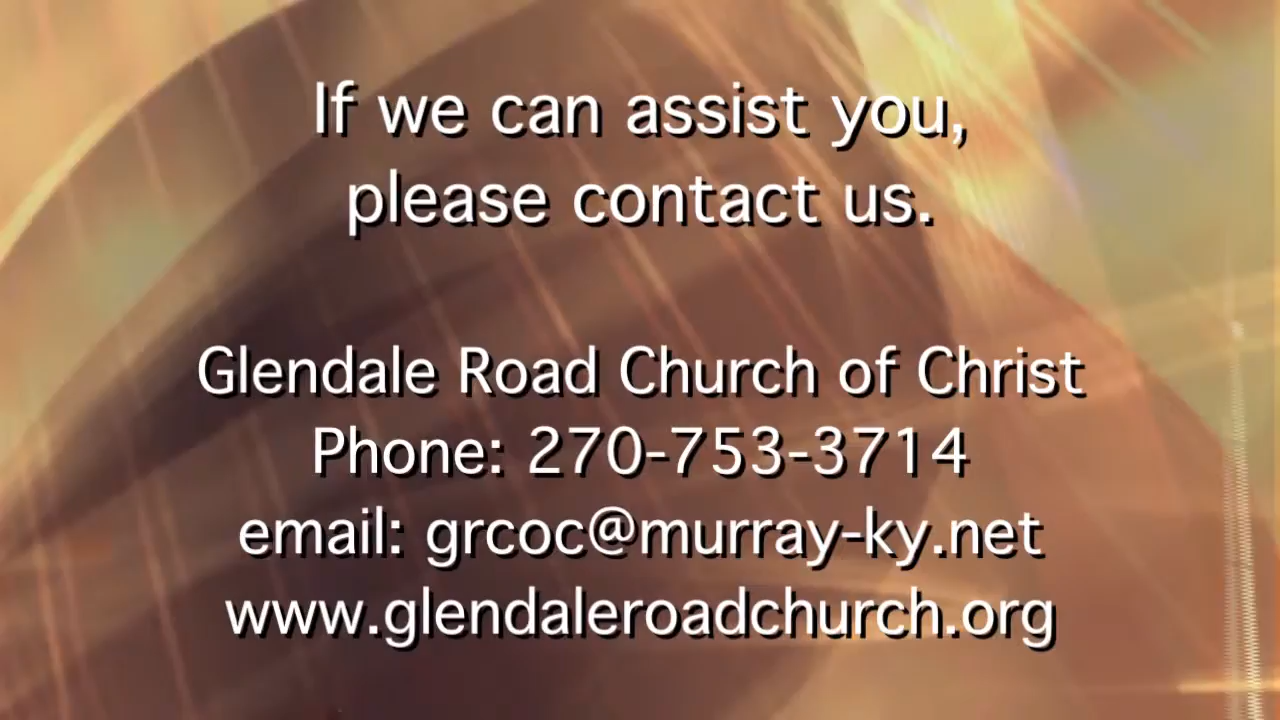 If we can assist you,
please contact us.
Glendale Road Church of Christ
Phone: 270-753-3714
email: grcoc@murray-ky.net
www.glendaleroadchurch.org